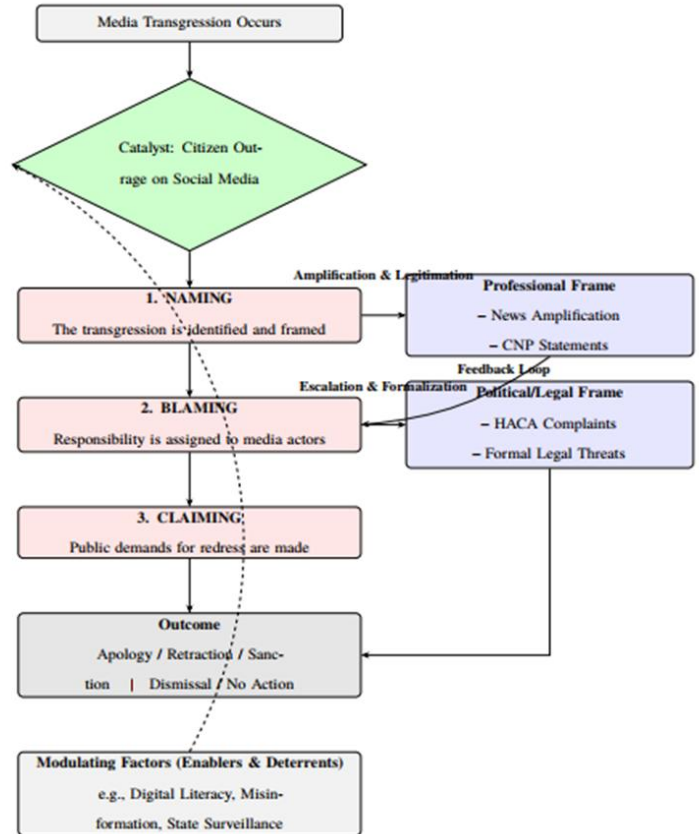 Media Transgression Occurs
Catalyst: Citizen Out-
rage on Social Media
Amplification & Legitimation
1. NAMING
The transgression is identified and framed
Professional Frame
– News Amplification
– CNP Statements
Feedback Loop
Escalation & Formalization
2. BLAMING
Responsibility is assigned to media actors
Political/Legal Frame
– HACA Complaints
– Formal Legal Threats
3. CLAIMING
Public demands for redress are made
Outcome
Apology / Retraction / Sanc-
tion | Dismissal / No Action
Modulating Factors (Enablers & Deterrents)
e.g., Digital Literacy, Misin-
formation, State Surveillance